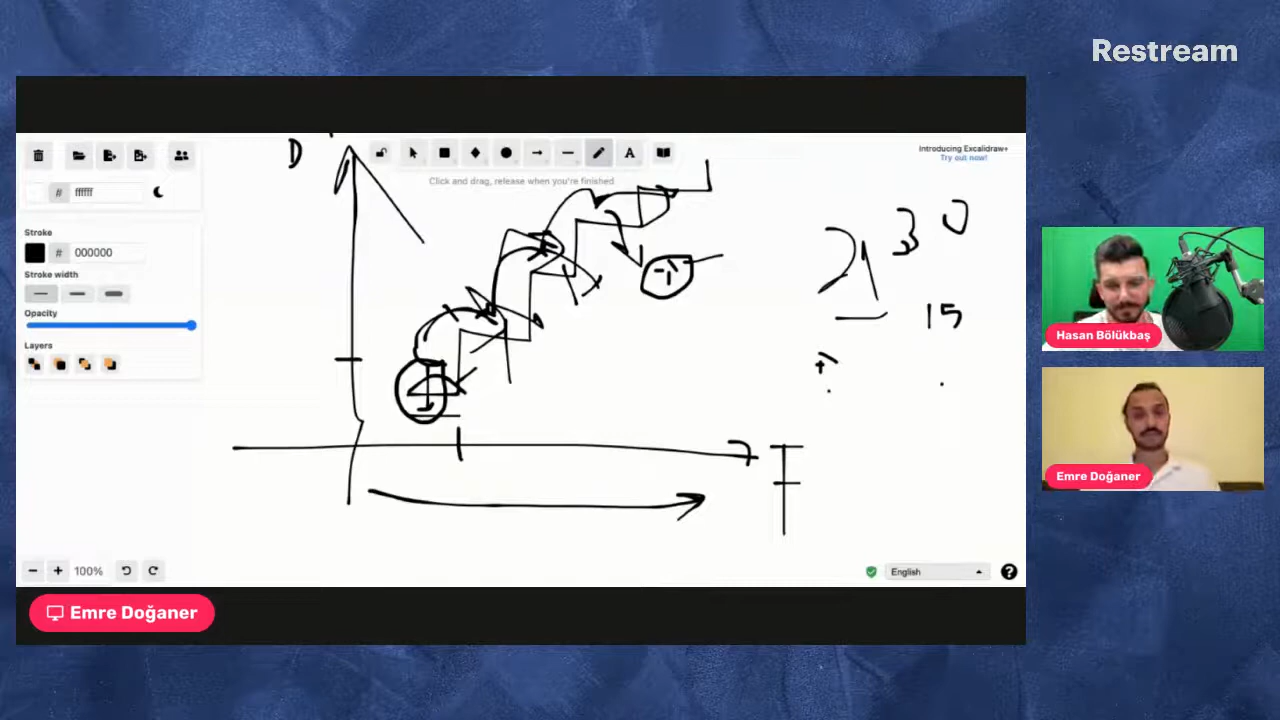 Restream
D
Introducing Excalidraw+
Try out now!
A
Click and drag, release when you're finished
# ffffff
Stroke
# 000000
Stroke width
Opacity
Layers
21 30
15
T
100%
English
?
Hasan Bölükbaş
Emre Doğaner
Emre Doğaner